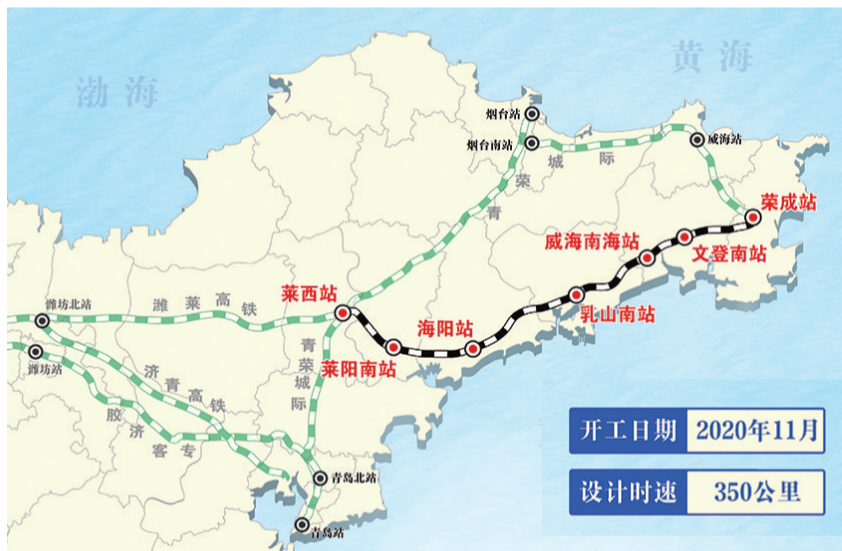 渤海
黄海
烟台站
烟台南站
青荣城际
威海站
荣成站
威海南海站
文登南站
莱西站
潍坊北站
潍莱高铁
海阳站
乳山南站
莱阳南站
青荣城际
潍坊站
济青高铁
胶济客专
开工日期
2020年11月
设计时速
350公里
青岛北站
青岛站